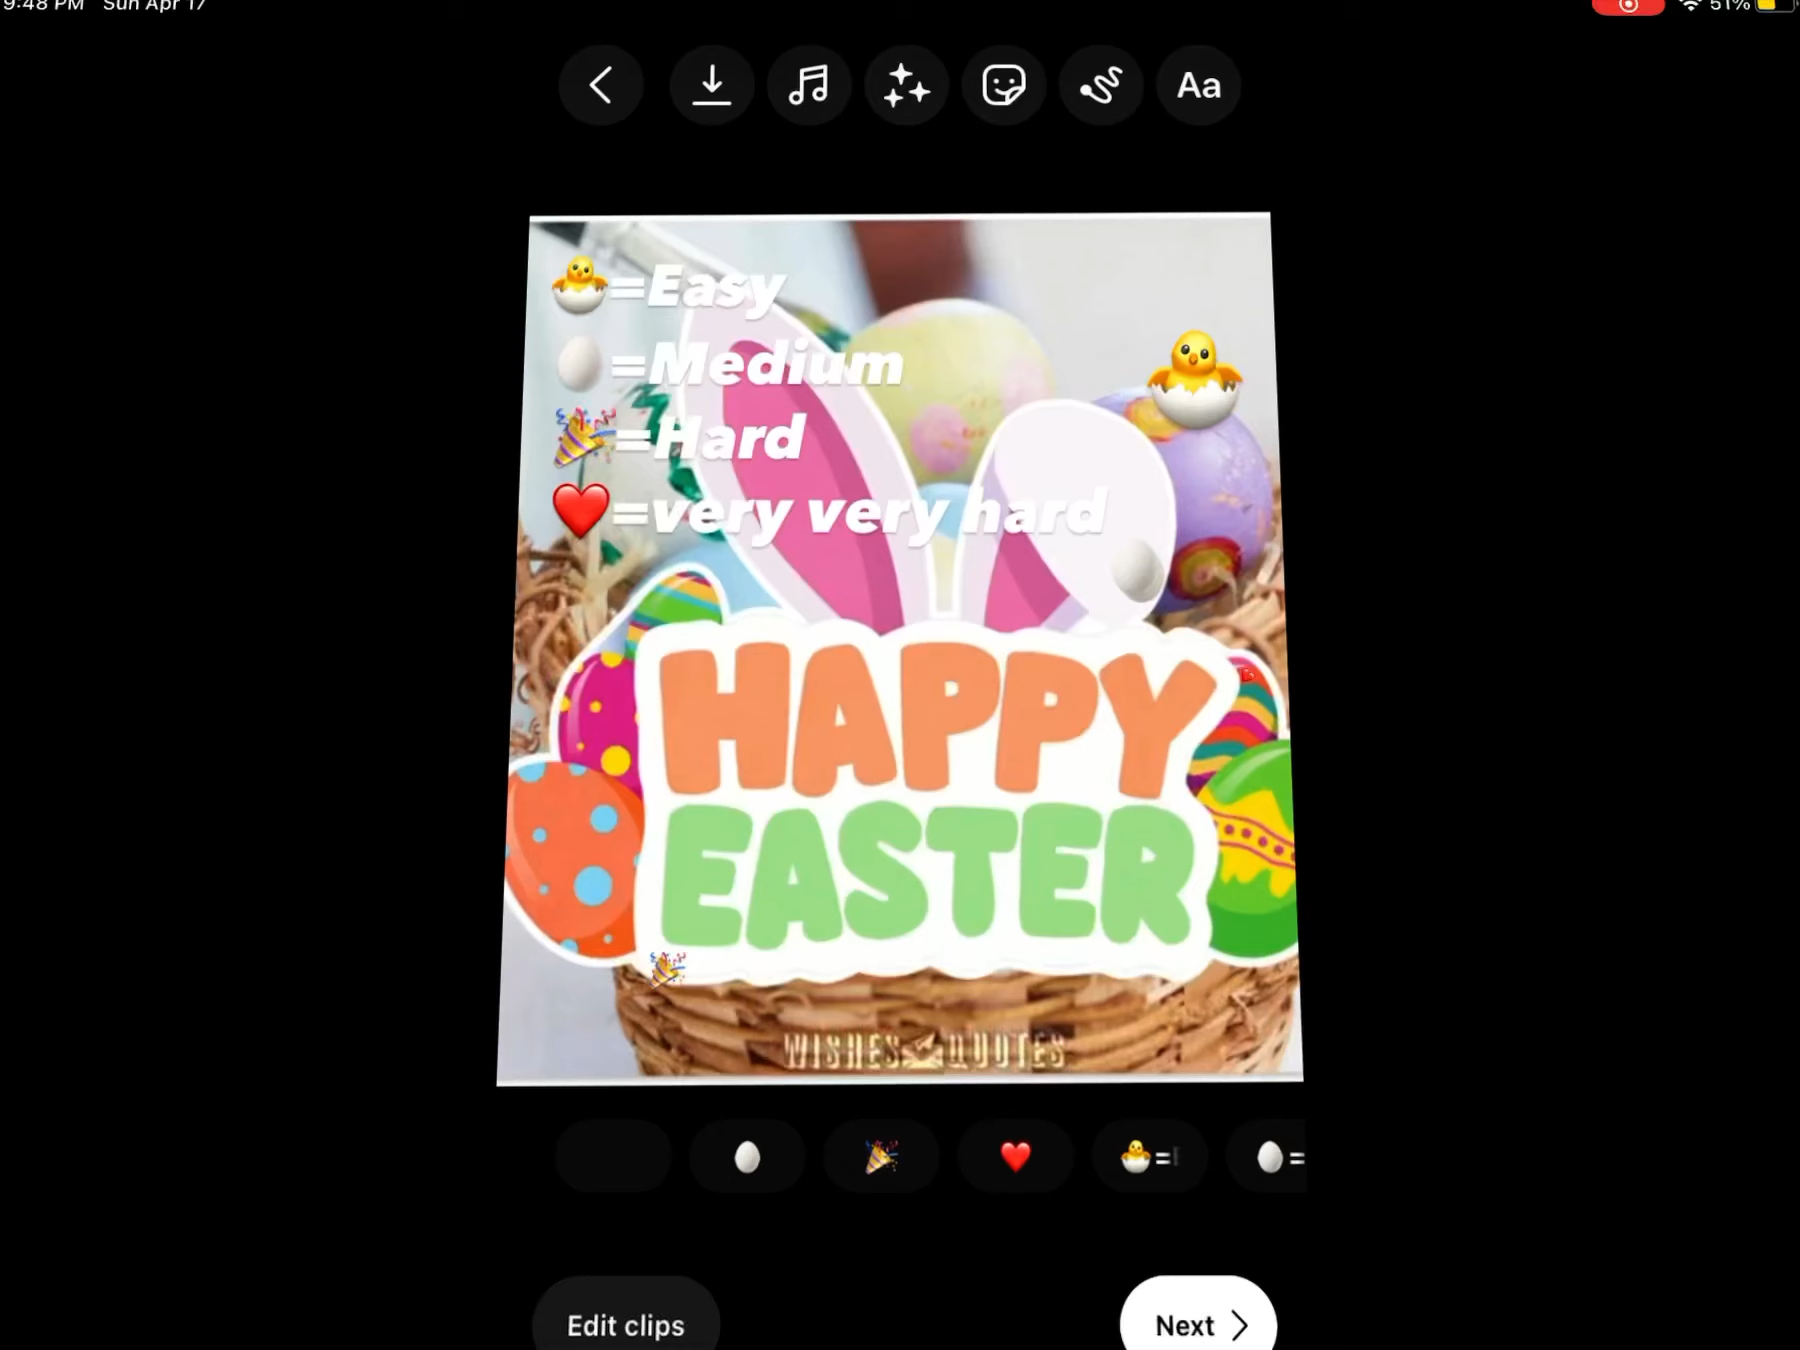 9:48 PM Sun Apr 17
51%
Aa
🐣=Easy
🥚=Medium
🎉=Hard
❤️=very very hard
HAPPY
EASTER
WISHES QUOTES
🐣=
🥚=
Edit clips
Next >